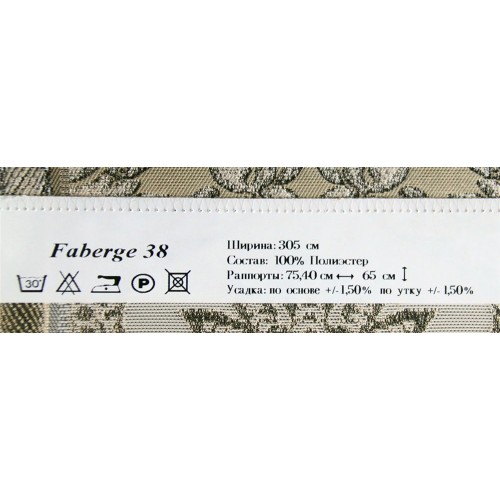 Faberge 38
30°
P
Ширина: 305 см
Состав: 100% Полиэстер
Раппорты: 75,40 см ↔ 65 см ↕
Усадка: по основе +/-1,50% по утку +/-1,50%